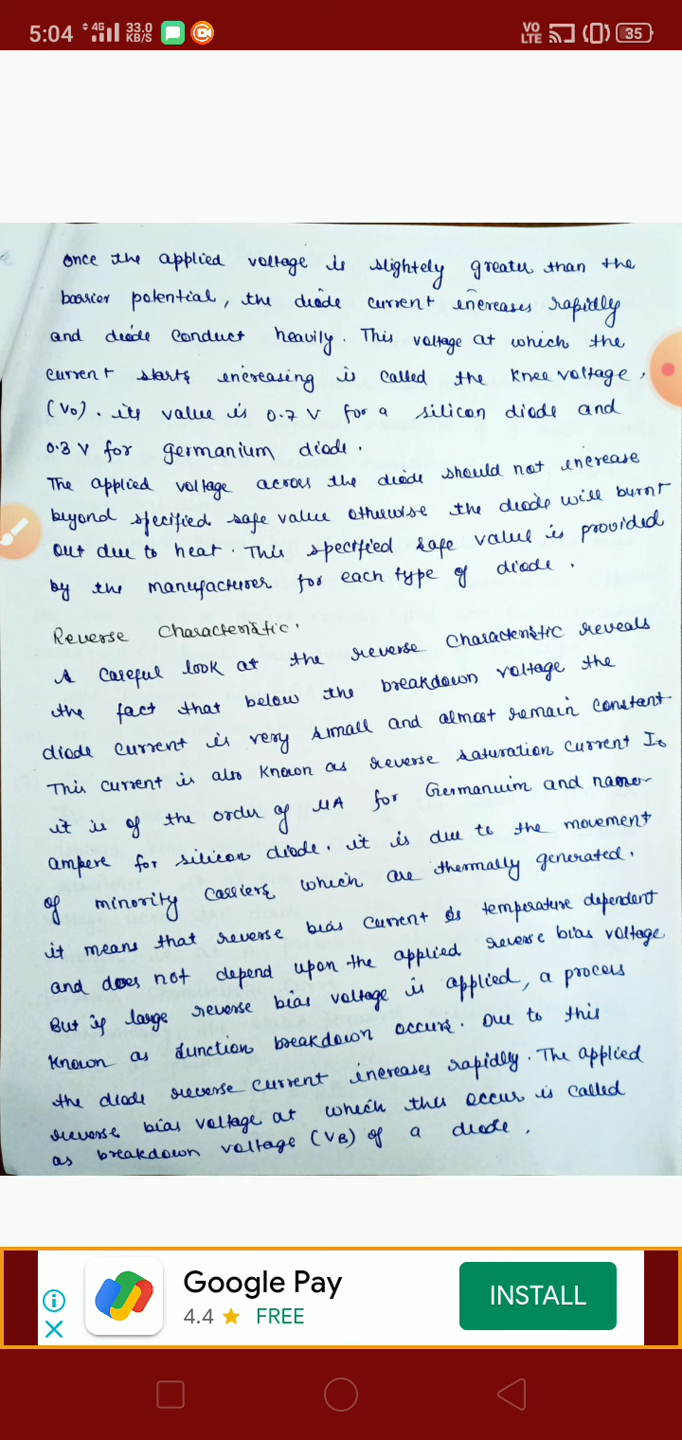 5:04 4G 33.0 KB/S VO LTE 35
once the applied voltage is slightely greater than the
barrier potential, the diode current increases rapidly
and diode conduct heavily. This voltage at which the
current starts increasing is called the knee voltage,
(V0). its value is 0.7 V for a silicon diode and
0.3 V for germanium diode.
The applied voltage across the diode should not increase
beyond specified safe value otherwise the diode will burnt
out due to heat. This specified safe value is provided
by the manufacturer for each type of diode.
Reverse Characteristic.
A careful look at the reverse characteristic reveals
the fact that below the breakdown voltage the
diode current is very small and almost remain constant
This current is also known as reverse saturation current Io
it is of the order of μA for Germanuim and nano-
ampere for silicon diode. it is due to the movement
of minority carriers which are thermally generated.
it means that reverse bias current is temperature dependent
and does not depend upon the applied reverse bias voltage
But if large reverse bias voltage is applied, a process
known as Junction breakdown occurs. Due to this
the diode reverse current increases rapidly. The applied
reverse bias voltage at which this occur is called
as breakdown voltage (VB) of a diode.
Google Pay
4.4 ★ FREE
INSTALL